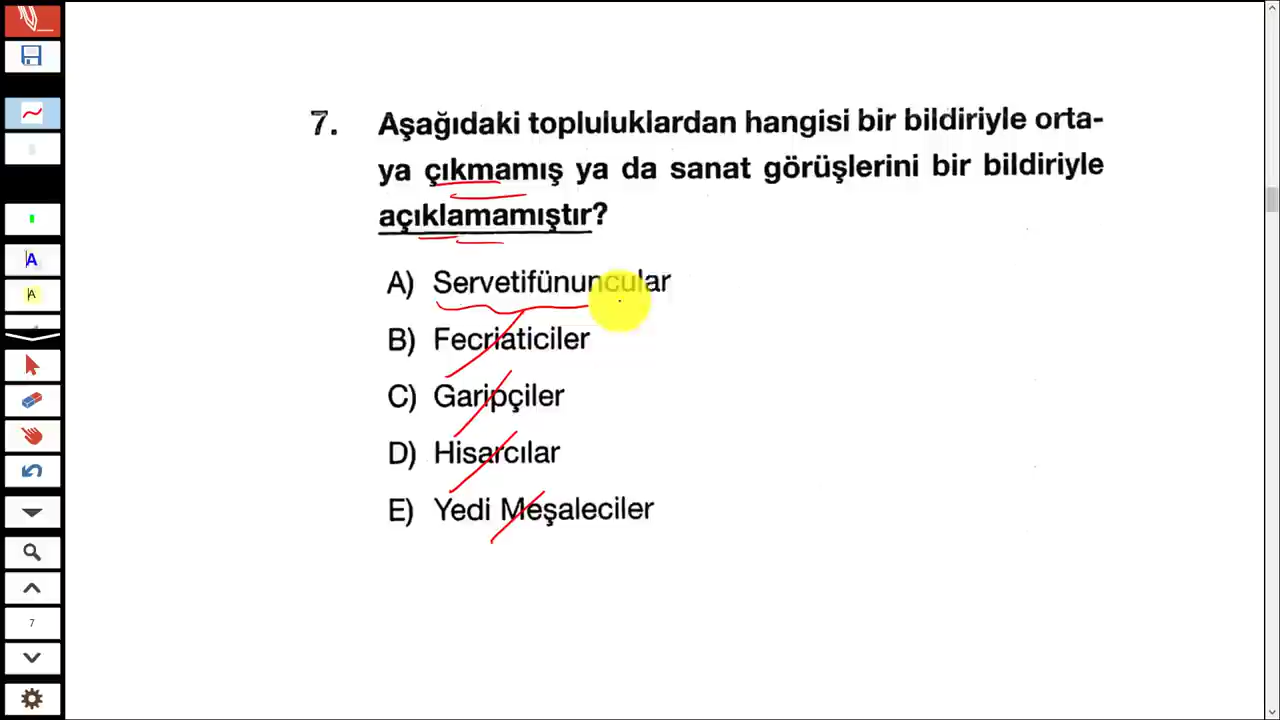 7. Aşağıdaki topluluklardan hangisi bir bildiriyle orta-
ya çıkmamış ya da sanat görüşlerini bir bildiriyle
açıklamamıştır?
A) Servetifünuncular
B) Fecriaticiler
C) Garipçiler
D) Hisarcılar
E) Yedi Meşaleciler
A
A
7